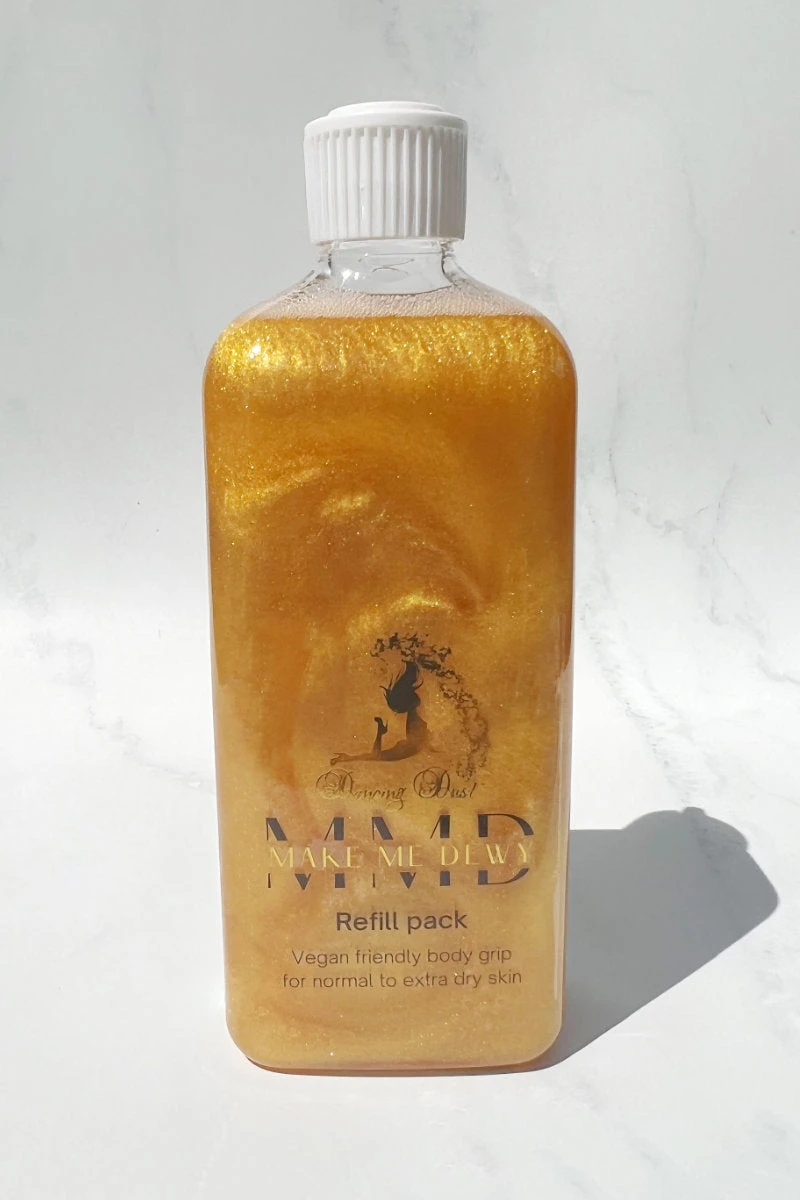 Dancing Dust
MMD
MAKE ME DEWY
Refill pack
Vegan friendly body grip
for normal to extra dry skin